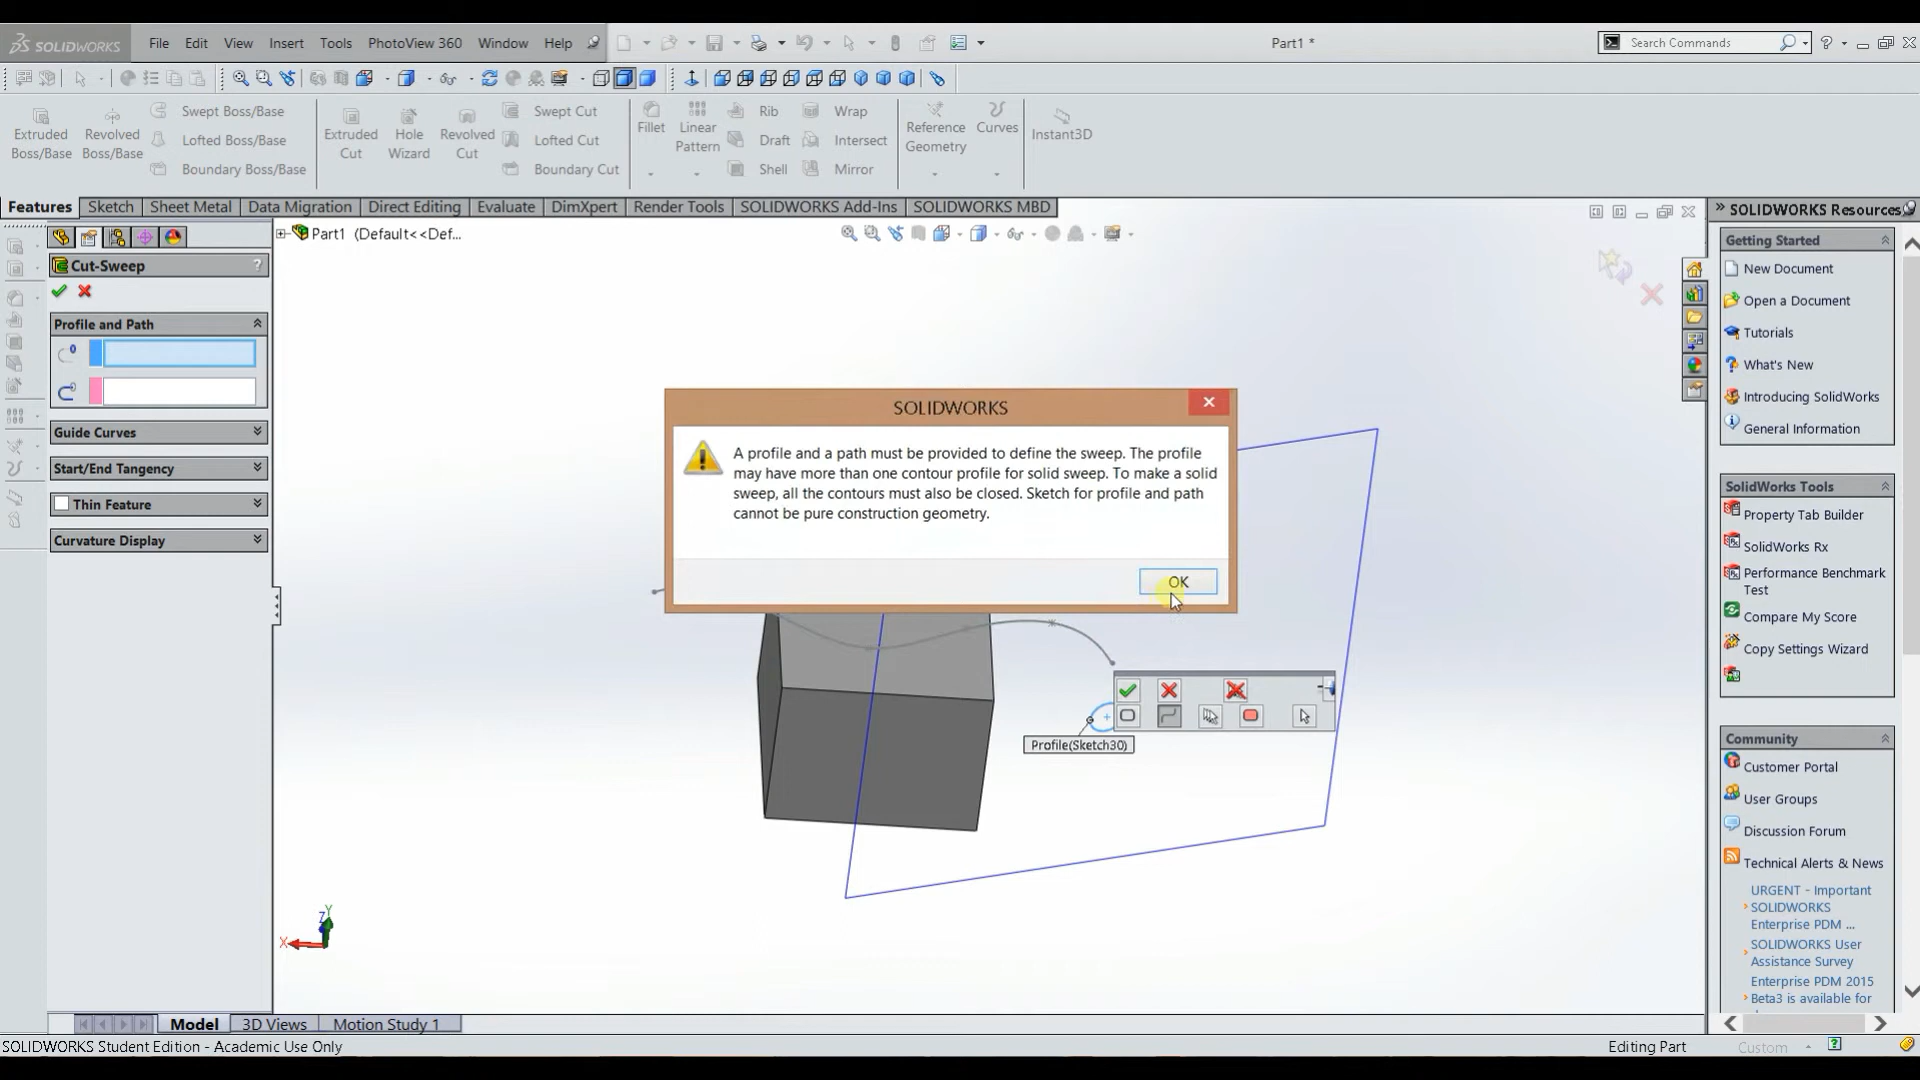 SOLIDWORKS
File
Edit
View
Insert
Tools
PhotoView 360
Window
Help
Part1 *
Search Commands
?
Extruded
Boss/Base
Revolved
Boss/Base
Swept Boss/Base
Lofted Boss/Base
Boundary Boss/Base
Extruded
Cut
Hole
Wizard
Revolved
Cut
Swept Cut
Lofted Cut
Boundary Cut
Fillet
Linear
Pattern
Rib
Draft
Shell
Wrap
Intersect
Mirror
Reference
Geometry
Curves
Instant3D
Features
Sketch
Sheet Metal
Data Migration
Direct Editing
Evaluate
DimXpert
Render Tools
SOLIDWORKS Add-Ins
SOLIDWORKS MBD
Cut-Sweep
?
Profile and Path
Guide Curves
Start/End Tangency
Thin Feature
Curvature Display
Part1 (Default<<Def...
SOLIDWORKS
A profile and a path must be provided to define the sweep. The profile
may have more than one contour profile for solid sweep. To make a solid
sweep, all the contours must also be closed. Sketch for profile and path
cannot be pure construction geometry.
OK
Profile(Sketch30)
Y
Z
X
SOLIDWORKS Resources
Getting Started
New Document
Open a Document
Tutorials
What's New
Introducing SolidWorks
General Information
SolidWorks Tools
Property Tab Builder
SolidWorks Rx
Performance Benchmark
Test
Compare My Score
Copy Settings Wizard
Community
Customer Portal
User Groups
Discussion Forum
Technical Alerts & News
URGENT - Important
SOLIDWORKS
Enterprise PDM ...
SOLIDWORKS User
Assistance Survey
Enterprise PDM 2015
Beta3 is available for
Model
3D Views
Motion Study 1
SOLIDWORKS Student Edition - Academic Use Only
Editing Part
Custom
?